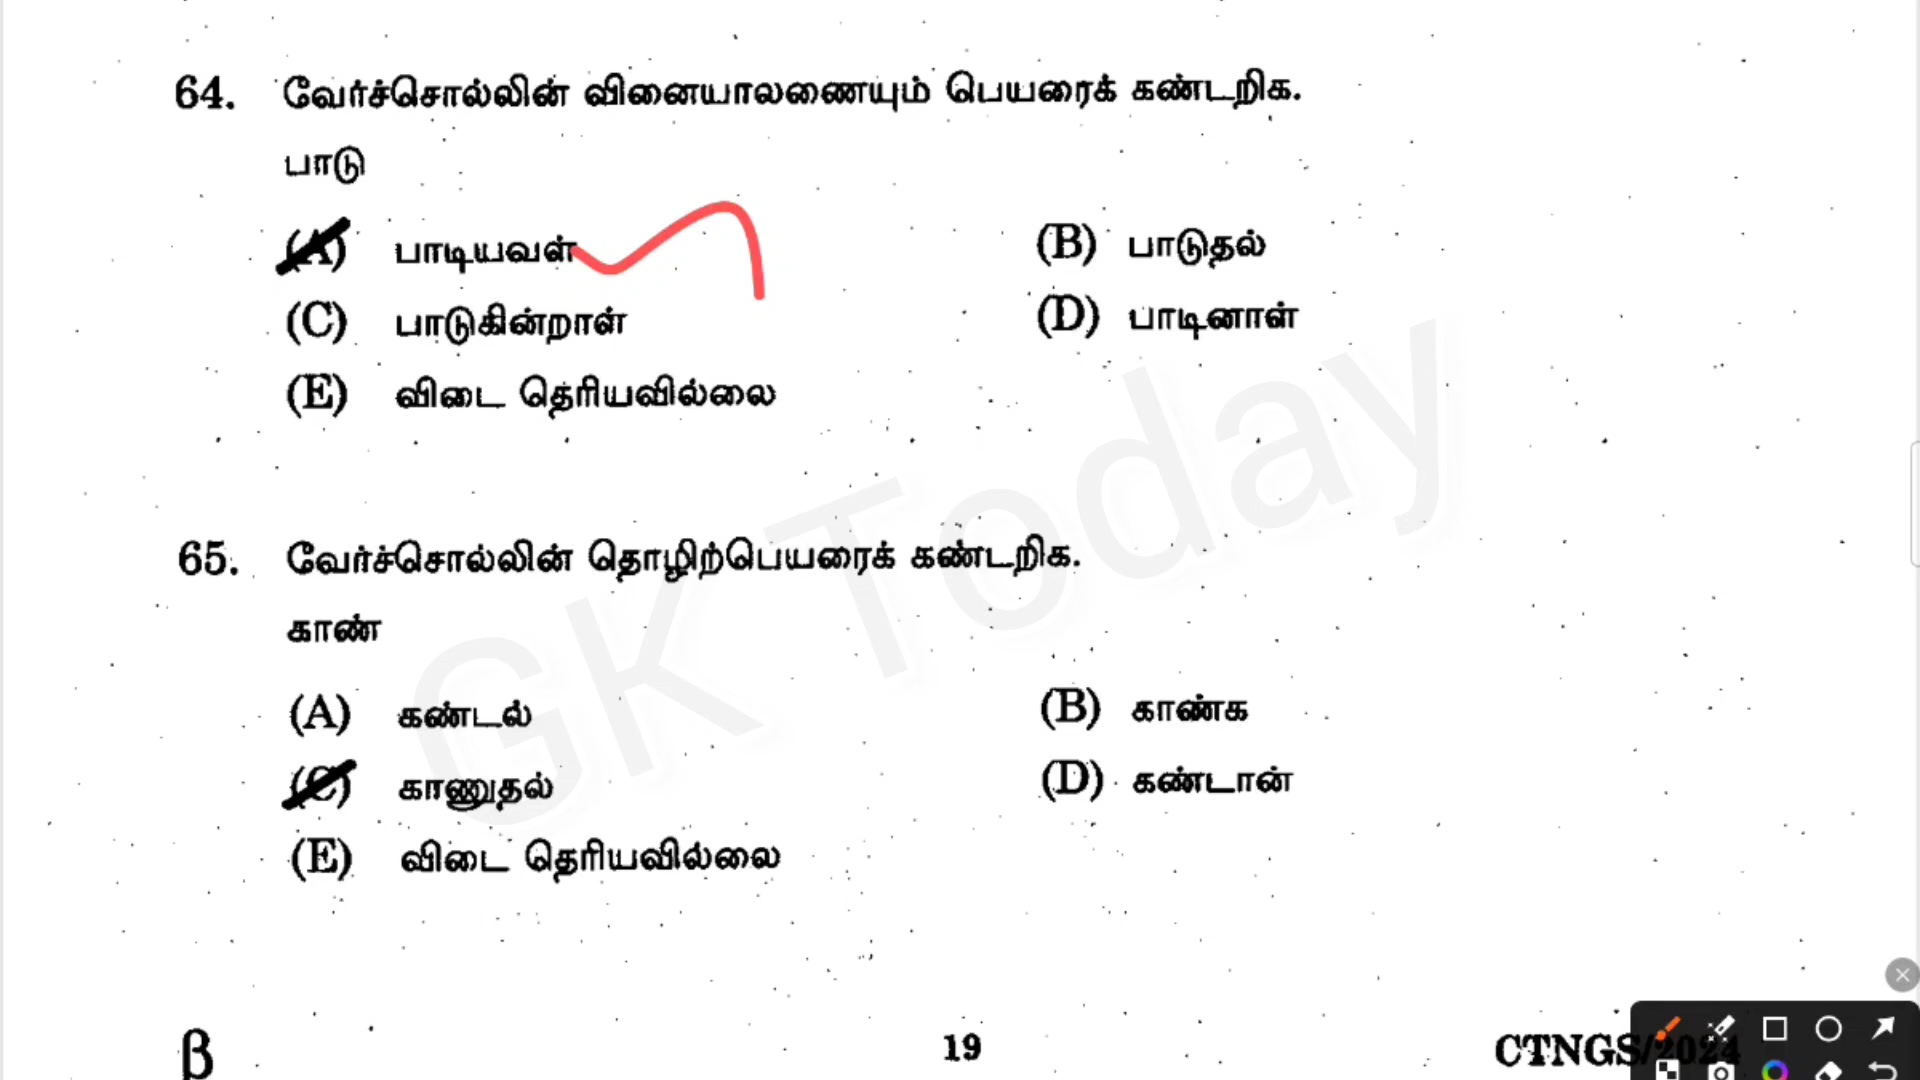 64. வேர்ச்சொல்லின் வினையாலணையும் பெயரைக் கண்டறிக.
பாடு
(A) பாடியவள் (B) பாடுதல்
(C) பாடுகின்றாள் (D) பாடினாள்
(E) விடை தெரியவில்லை
GK Today
65. வேர்ச்சொல்லின் தொழிற்பெயரைக் கண்டறிக.
காண்
(A) கண்டல் (B) காண்க
(C) காணுதல் (D) கண்டான்
(E) விடை தெரியவில்லை
β 19 CTNGS/2024